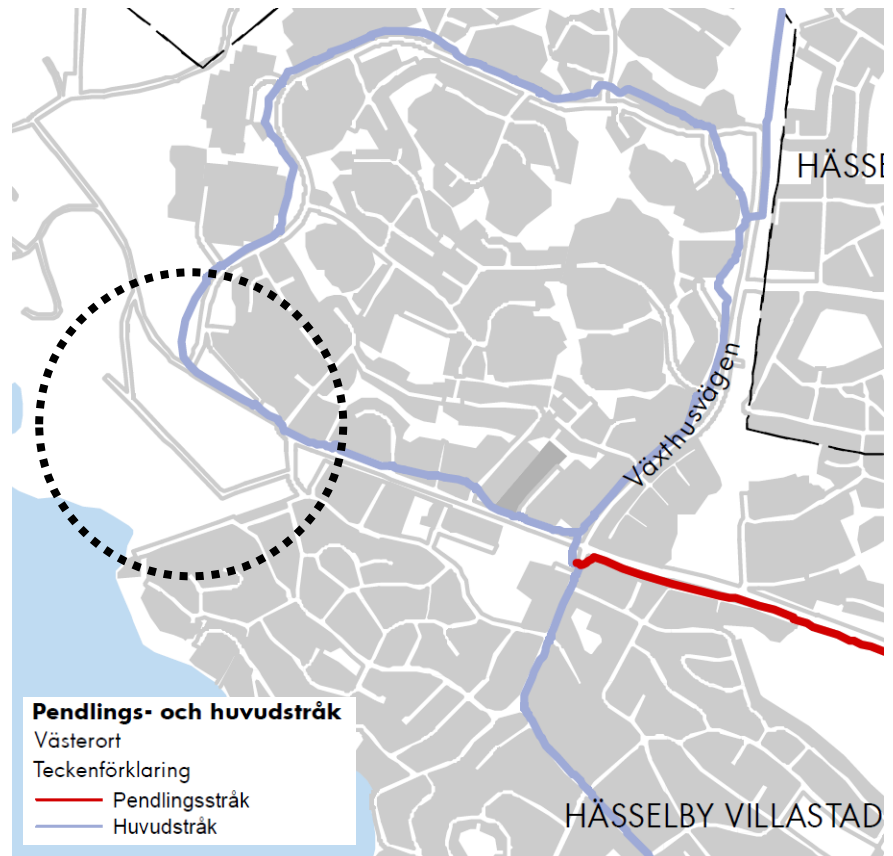 HÄSSE
Växthusvägen
Pendlings- och huvudstråk
Västerort
Teckenförklaring
Pendlingsstråk
Huvudstråk
HÄSSELBY VILLASTAD